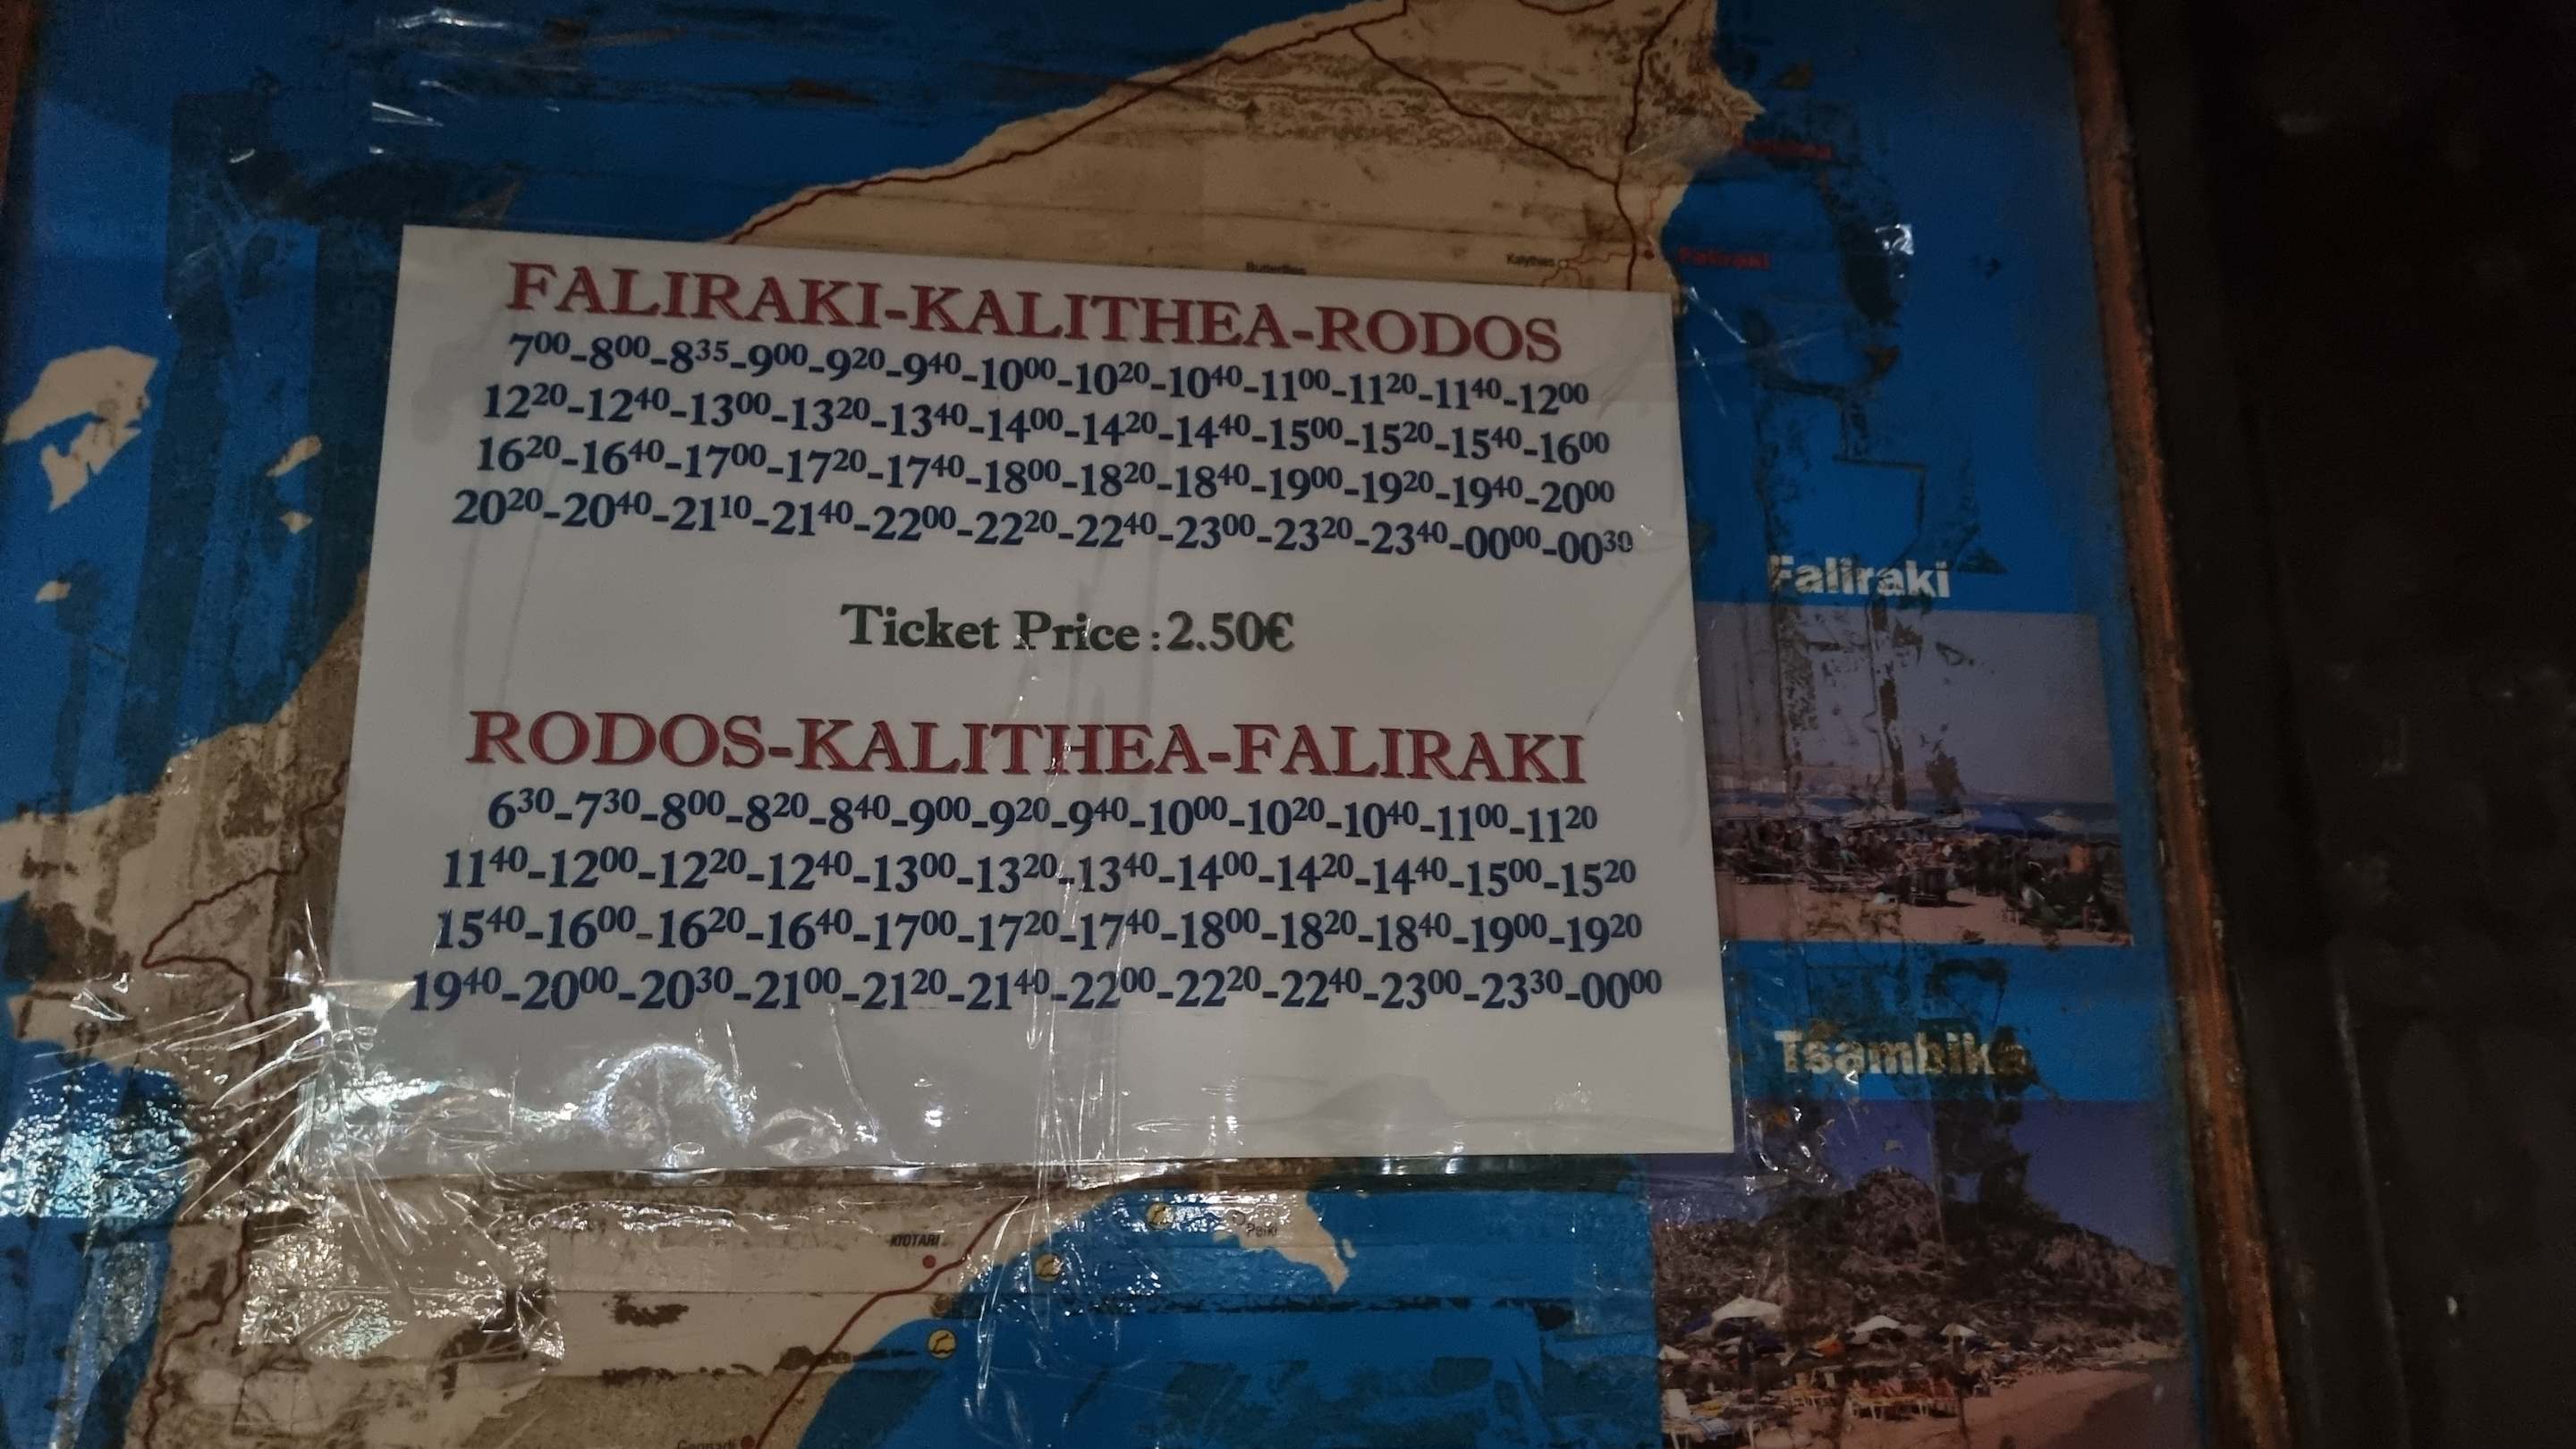 Butterflies
Kalythies
Faliraki
FALIRAKI-KALITHEA-RODOS
7⁰⁰-8⁰⁰-8³⁵-9⁰⁰-9²⁰-9⁴⁰-10⁰⁰-10²⁰-10⁴⁰-11⁰⁰-11²⁰-11⁴⁰-12⁰⁰
12²⁰-12⁴⁰-13⁰⁰-13²⁰-13⁴⁰-14⁰⁰-14²⁰-14⁴⁰-15⁰⁰-15²⁰-15⁴⁰-16⁰⁰
16²⁰-16⁴⁰-17⁰⁰-17²⁰-17⁴⁰-18⁰⁰-18²⁰-18⁴⁰-19⁰⁰-19²⁰-19⁴⁰-20⁰⁰
20²⁰-20⁴⁰-21¹⁰-21⁴⁰-22⁰⁰-22²⁰-22⁴⁰-23⁰⁰-23²⁰-23⁴⁰-00⁰⁰-00³⁰
Ticket Price : 2.50€
RODOS-KALITHEA-FALIRAKI
6³⁰-7³⁰-8⁰⁰-8²⁰-8⁴⁰-9⁰⁰-9²⁰-9⁴⁰-10⁰⁰-10²⁰-10⁴⁰-11⁰⁰-11²⁰
11⁴⁰-12⁰⁰-12²⁰-12⁴⁰-13⁰⁰-13²⁰-13⁴⁰-14⁰⁰-14²⁰-14⁴⁰-15⁰⁰-15²⁰
15⁴⁰-16⁰⁰-16²⁰-16⁴⁰-17⁰⁰-17²⁰-17⁴⁰-18⁰⁰-18²⁰-18⁴⁰-19⁰⁰-19²⁰
19⁴⁰-20⁰⁰-20³⁰-21⁰⁰-21²⁰-21⁴⁰-22⁰⁰-22²⁰-22⁴⁰-23⁰⁰-23³⁰-00⁰⁰
Faliraki
Tsambika
KIOTARI
Pefki